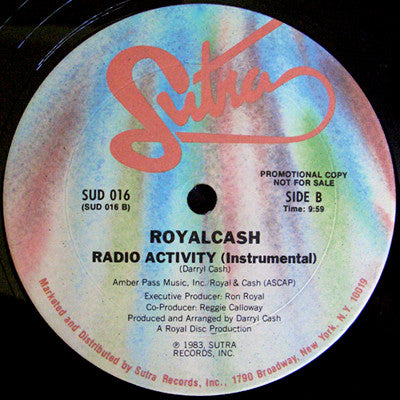 Sutra
PROMOTIONAL COPY
NOT FOR SALE
SUD 016
(SUD 016 B)
SIDE B
Time: 9:59
ROYALCASH
RADIO ACTIVITY (Instrumental)
(Darryl Cash)
Amber Pass Music, Inc. Royal & Cash (ASCAP)
Executive Producer: Ron Royal
Co-Producer: Reggie Calloway
Produced and Arranged by Darryl Cash
A Royal Disc Production
℗ 1983, SUTRA
RECORDS, INC.
Marketed and Distributed by Sutra Records, Inc., 1790 Broadway, New York, N.Y. 10019